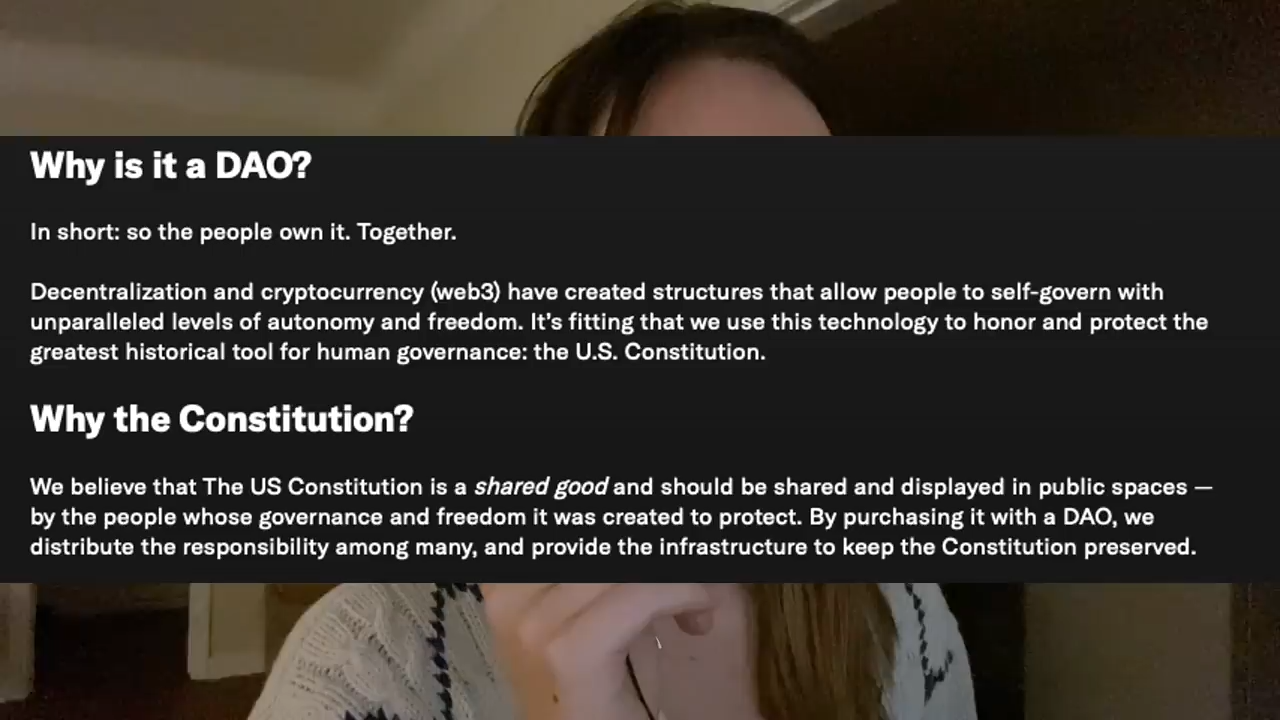 Why is it a DAO?
In short: so the people own it. Together.
Decentralization and cryptocurrency (web3) have created structures that allow people to self-govern with
unparalleled levels of autonomy and freedom. It’s fitting that we use this technology to honor and protect the
greatest historical tool for human governance: the U.S. Constitution.
Why the Constitution?
We believe that The US Constitution is a shared good and should be shared and displayed in public spaces —
by the people whose governance and freedom it was created to protect. By purchasing it with a DAO, we
distribute the responsibility among many, and provide the infrastructure to keep the Constitution preserved.